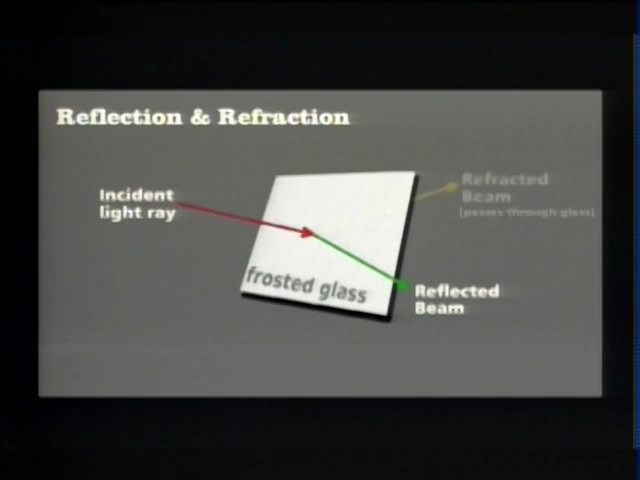 Reflection & Refraction
Incident
light ray
Refracted
Beam
(passes through glass)
frosted glass
Reflected
Beam